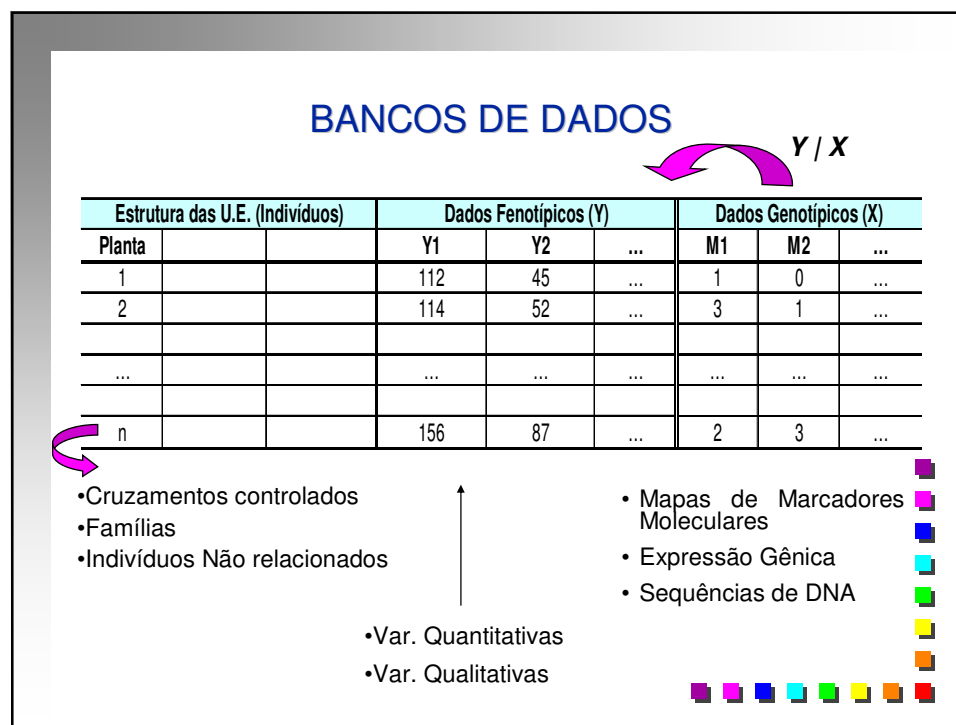 BANCOS DE DADOS
Y / X
Estrutura das U.E. (Indivíduos) Dados Fenotípicos (Y) Dados Genotípicos (X)
Planta Y1 Y2 ... M1 M2 ...
1 112 45 ... 1 0 ...
2 114 52 ... 3 1 ...
... ... ... ... ... ... ...
n 156 87 ... 2 3 ...
•Cruzamentos controlados
•Famílias
•Indivíduos Não relacionados
•Var. Quantitativas
•Var. Qualitativas
• Mapas de Marcadores
Moleculares
• Expressão Gênica
• Sequências de DNA